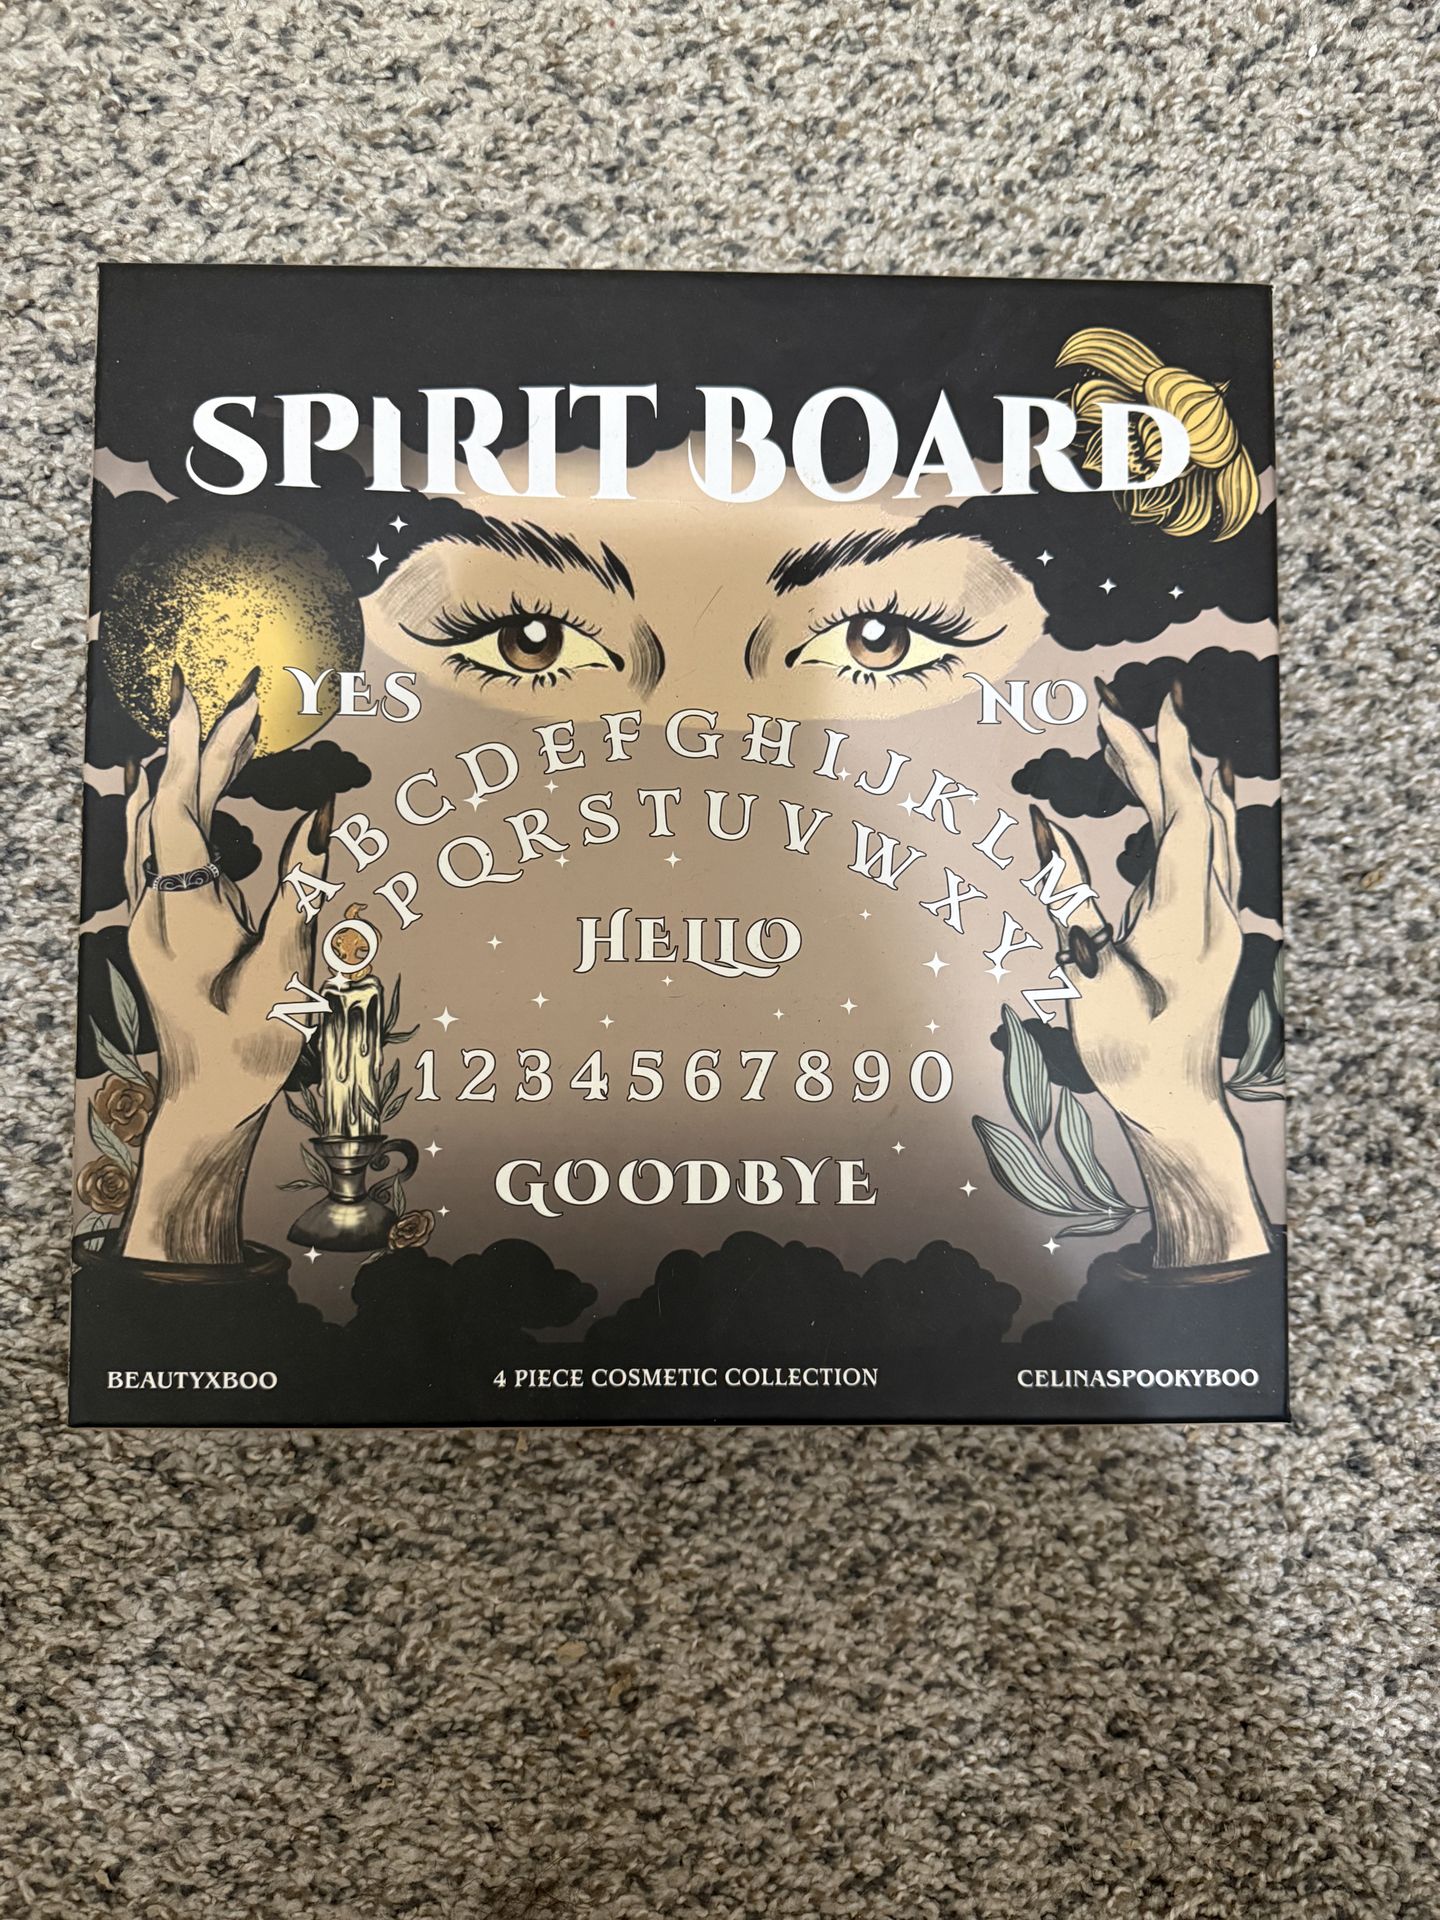 SPIRIT BOARD
YES NO
ABCDEFGHIJKLM
NOPQRSTUVWXYZ
HELLO
1234567890
GOODBYE
BEAUTYXBOO 4 PIECE COSMETIC COLLECTION CELINASPOOKYBOO